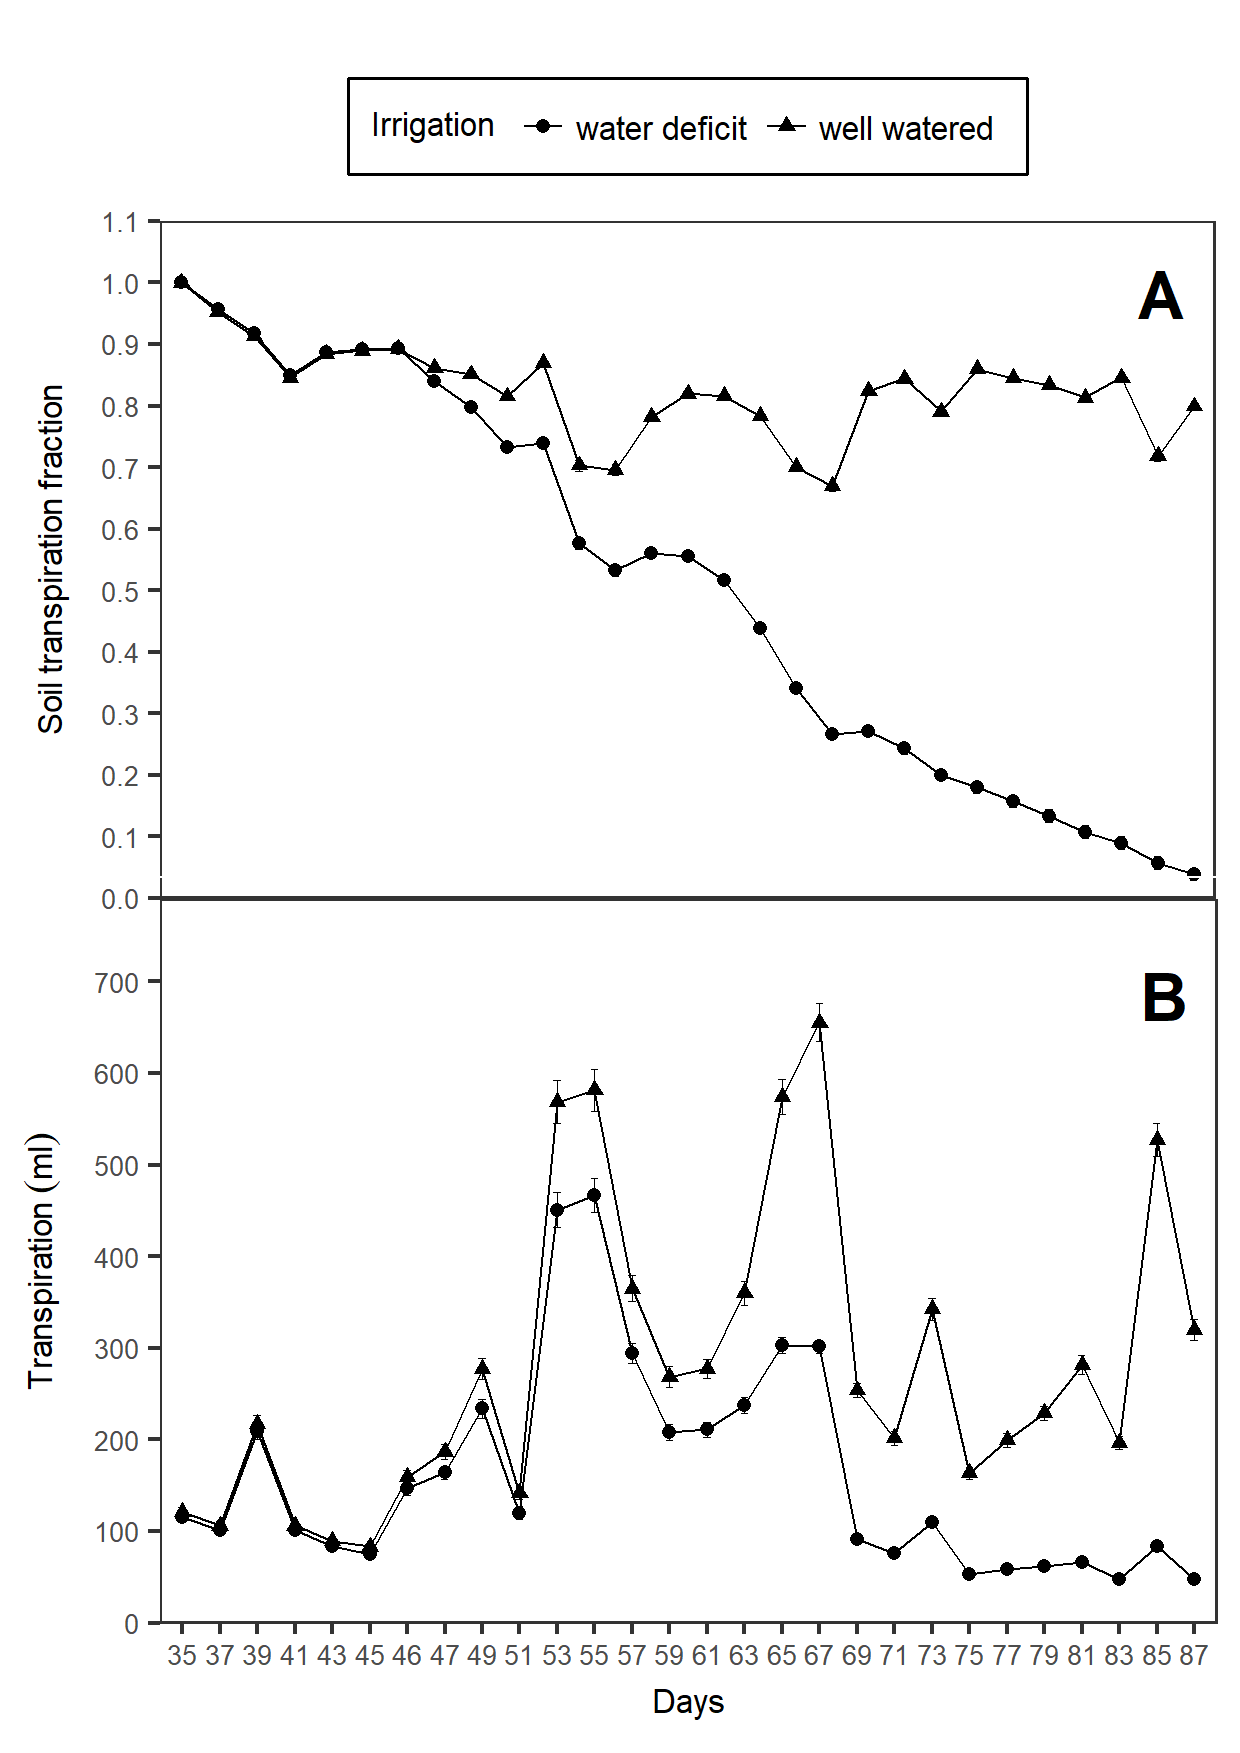 Irrigation water deficit well watered
A
Soil transpiration fraction
1.1
1.0
0.9
0.8
0.7
0.6
0.5
0.4
0.3
0.2
0.1
0.0
B
Transpiration (ml)
700
600
500
400
300
200
100
0
35 37 39 41 43 45 46 47 49 51 53 55 57 59 61 63 65 67 69 71 73 75 77 79 81 83 85 87
Days